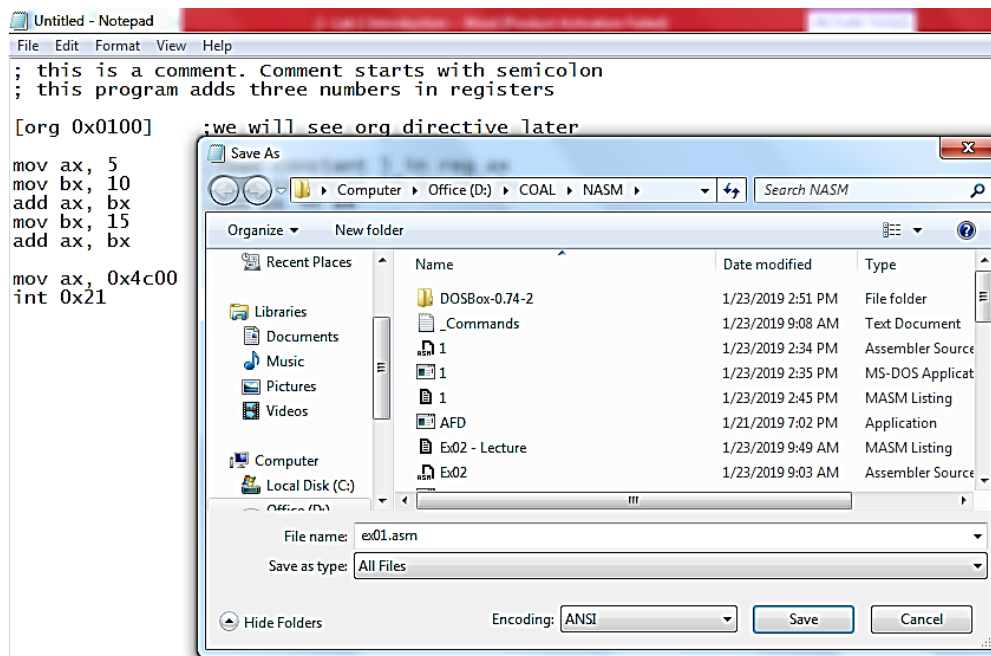 Untitled - Notepad
File Edit Format View Help
; this is a comment. Comment starts with semicolon
; this program adds three numbers in registers
[org 0x0100] ;we will see org directive later
mov ax, 5
mov bx, 10
add ax, bx
mov bx, 15
add ax, bx
mov ax, 0x4c00
int 0x21
Save As
Computer Office (D:) COAL NASM
Search NASM
Organize New folder
Recent Places
Libraries
Documents
Music
Pictures
Videos
Computer
Local Disk (C:)
Office (D:)
Name Date modified Type
DOSBox-0.74-2 1/23/2019 2:51 PM File folder
_Commands 1/23/2019 9:08 AM Text Document
1 1/23/2019 2:34 PM Assembler Source
1 1/23/2019 2:35 PM MS-DOS Applicat
1 1/23/2019 2:45 PM MASM Listing
AFD 1/21/2019 7:02 PM Application
Ex02 - Lecture 1/23/2019 9:49 AM MASM Listing
Ex02 1/23/2019 9:03 AM Assembler Source
File name: ex01.asm
Save as type: All Files
Hide Folders
Encoding: ANSI
Save
Cancel